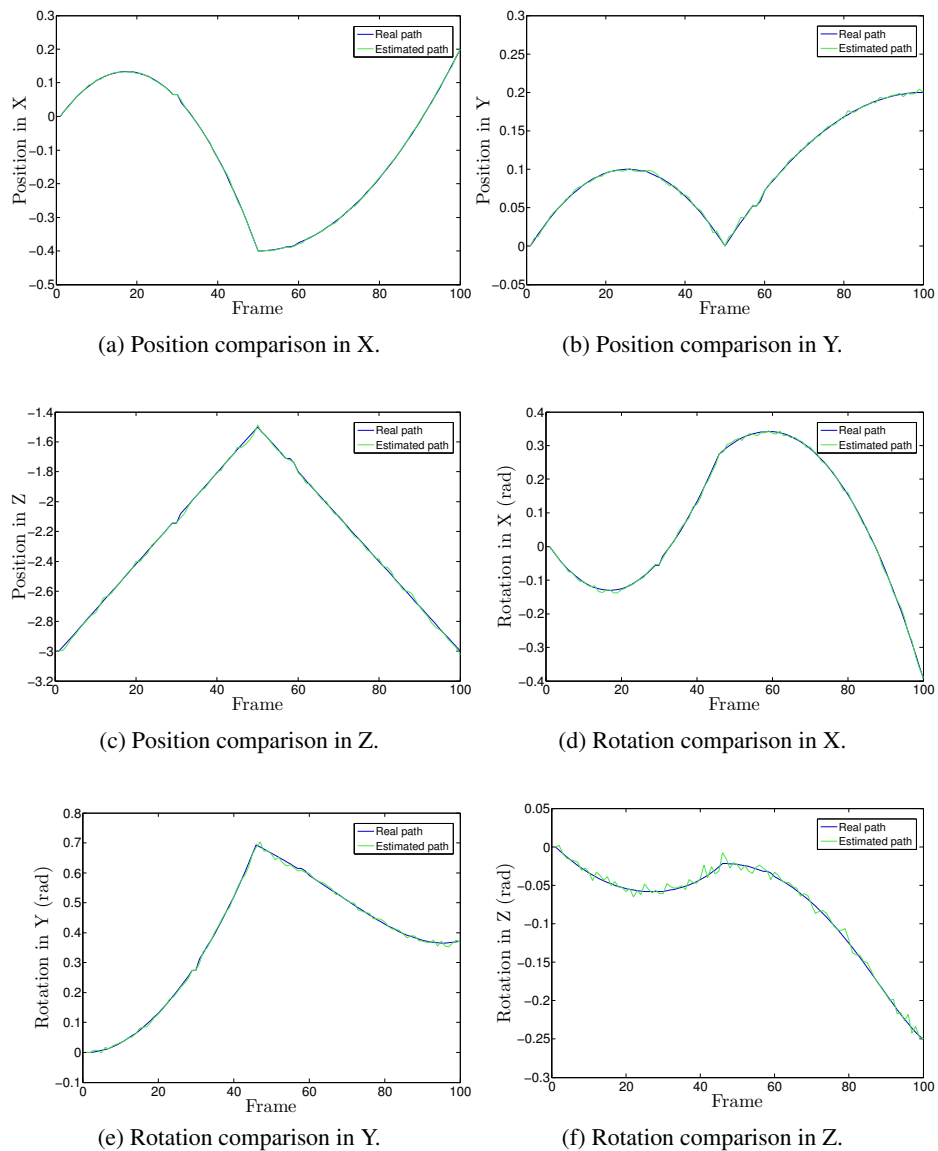 0.3
0.2
0.1
0
−0.1
−0.2
−0.3
−0.4
−0.5
0 20 40 60 80 100
Position in X
Frame
Real path
Estimated path
(a) Position comparison in X.
0.3
0.25
0.2
0.15
0.1
0.05
0
−0.05
0 20 40 60 80 100
Position in Y
Frame
Real path
Estimated path
(b) Position comparison in Y.
−1.4
−1.6
−1.8
−2
−2.2
−2.4
−2.6
−2.8
−3
−3.2
0 20 40 60 80 100
Position in Z
Frame
Real path
Estimated path
(c) Position comparison in Z.
0.4
0.3
0.2
0.1
0
−0.1
−0.2
−0.3
−0.4
0 20 40 60 80 100
Rotation in X (rad)
Frame
Real path
Estimated path
(d) Rotation comparison in X.
0.8
0.7
0.6
0.5
0.4
0.3
0.2
0.1
0
−0.1
0 20 40 60 80 100
Rotation in Y (rad)
Frame
Real path
Estimated path
(e) Rotation comparison in Y.
0.05
0
−0.05
−0.1
−0.15
−0.2
−0.25
−0.3
0 20 40 60 80 100
Rotation in Z (rad)
Frame
Real path
Estimated path
(f) Rotation comparison in Z.